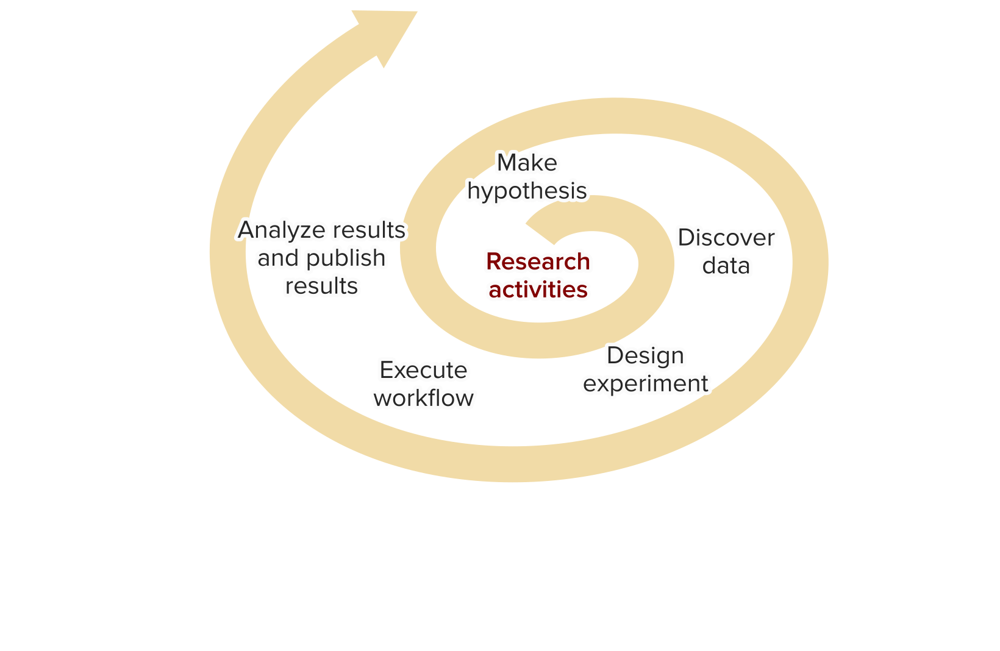 Make
hypothesis
Discover
data
Design
experiment
Execute
workflow
Analyze results
and publish
results
Research
activities